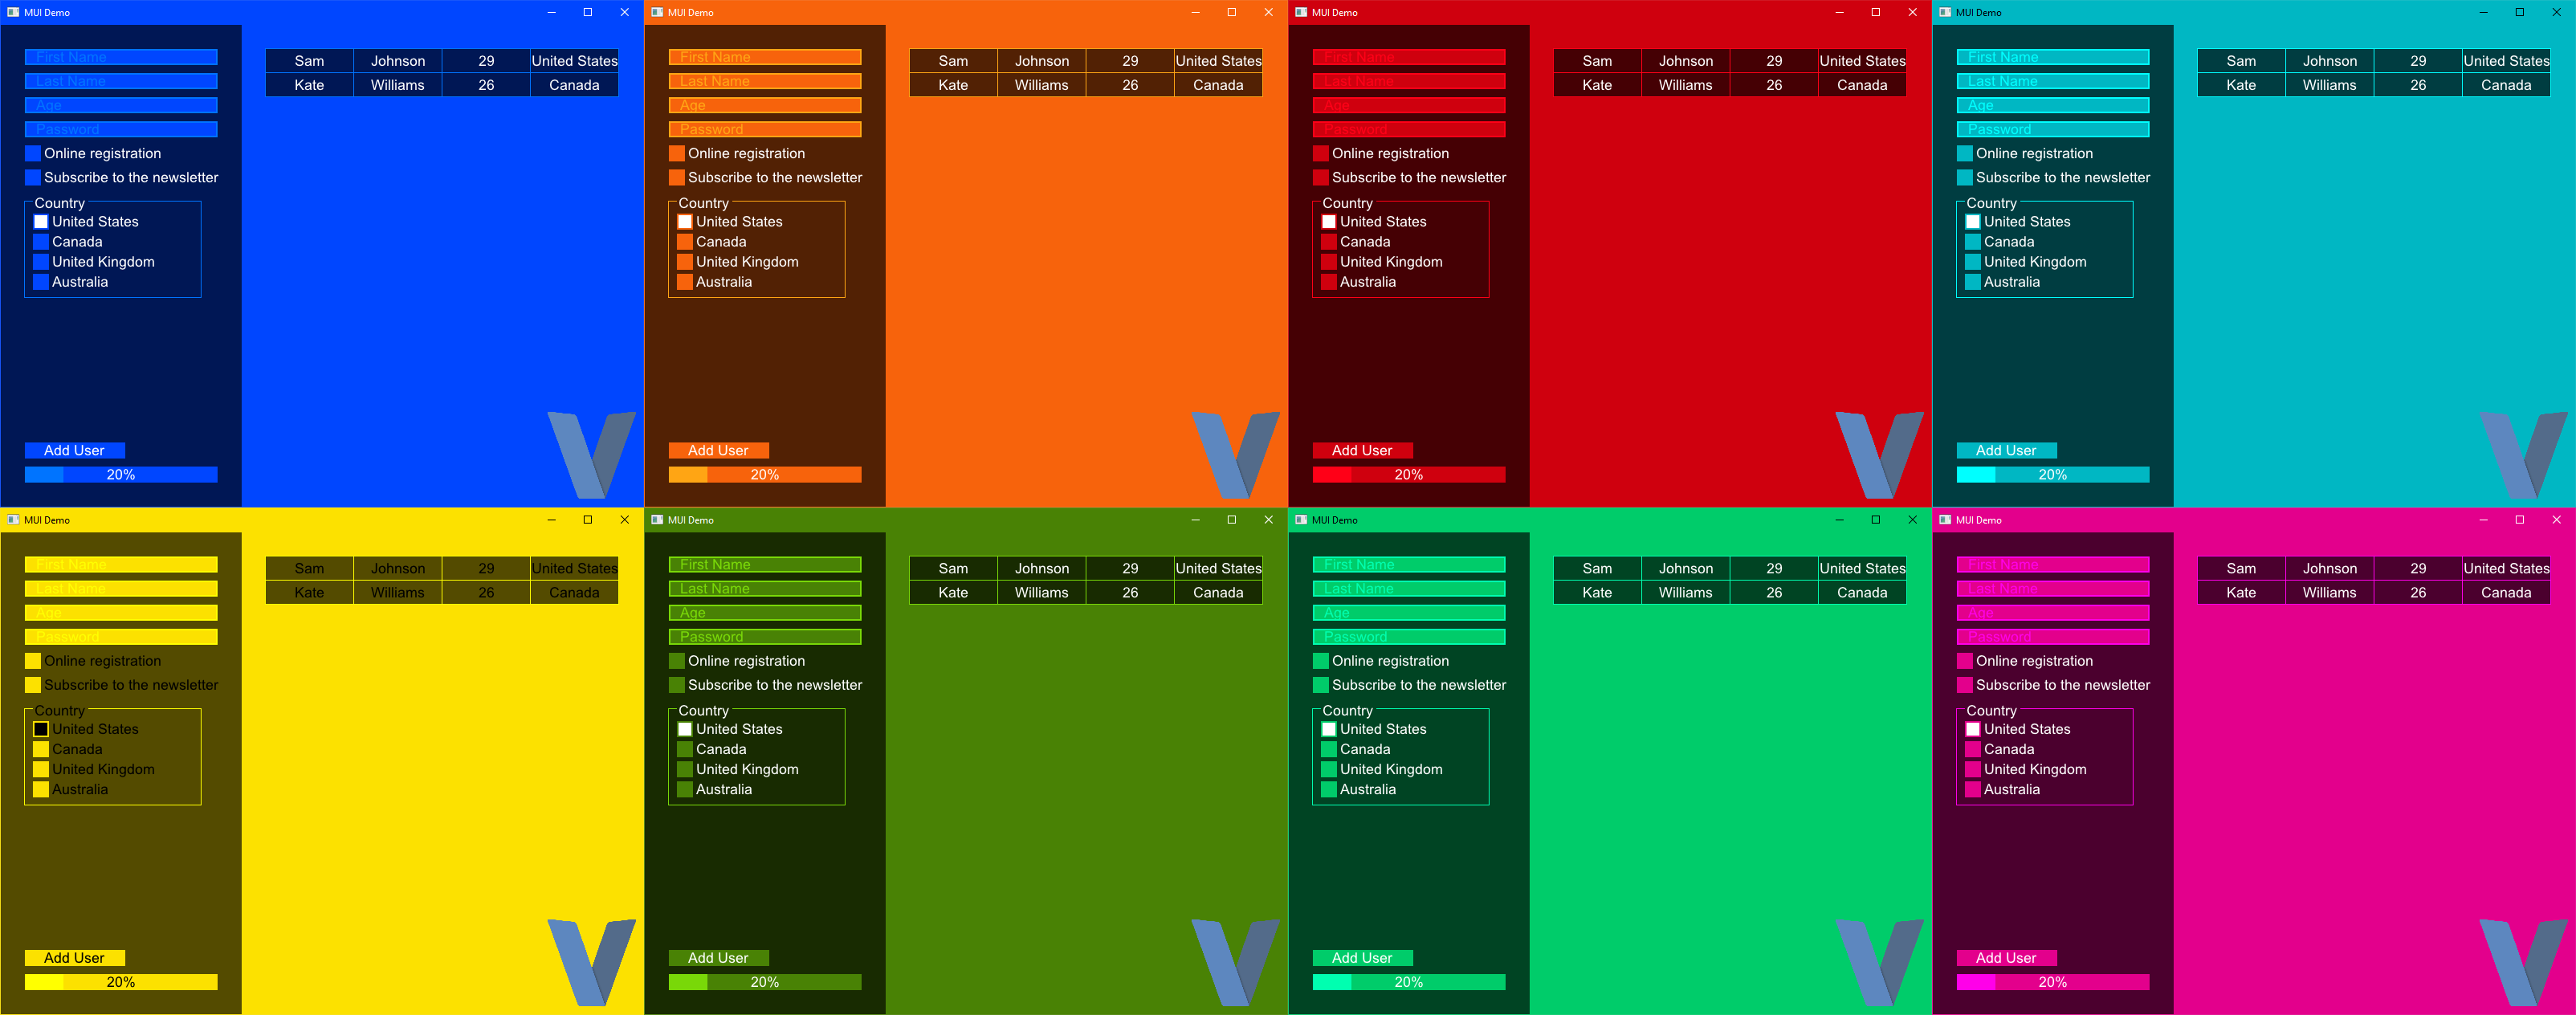 MUI Demo
First Name
Last Name
Age
Password
Online registration
Subscribe to the newsletter
Country
United States
Canada
United Kingdom
Australia
Add User
20%
Sam Johnson 29 United States
Kate Williams 26 Canada
MUI Demo
First Name
Last Name
Age
Password
Online registration
Subscribe to the newsletter
Country
United States
Canada
United Kingdom
Australia
Add User
20%
Sam Johnson 29 United States
Kate Williams 26 Canada
MUI Demo
First Name
Last Name
Age
Password
Online registration
Subscribe to the newsletter
Country
United States
Canada
United Kingdom
Australia
Add User
20%
Sam Johnson 29 United States
Kate Williams 26 Canada
MUI Demo
First Name
Last Name
Age
Password
Online registration
Subscribe to the newsletter
Country
United States
Canada
United Kingdom
Australia
Add User
20%
Sam Johnson 29 United States
Kate Williams 26 Canada
MUI Demo
First Name
Last Name
Age
Password
Online registration
Subscribe to the newsletter
Country
United States
Canada
United Kingdom
Australia
Add User
20%
Sam Johnson 29 United States
Kate Williams 26 Canada
MUI Demo
First Name
Last Name
Age
Password
Online registration
Subscribe to the newsletter
Country
United States
Canada
United Kingdom
Australia
Add User
20%
Sam Johnson 29 United States
Kate Williams 26 Canada
MUI Demo
First Name
Last Name
Age
Password
Online registration
Subscribe to the newsletter
Country
United States
Canada
United Kingdom
Australia
Add User
20%
Sam Johnson 29 United States
Kate Williams 26 Canada
MUI Demo
First Name
Last Name
Age
Password
Online registration
Subscribe to the newsletter
Country
United States
Canada
United Kingdom
Australia
Add User
20%
Sam Johnson 29 United States
Kate Williams 26 Canada